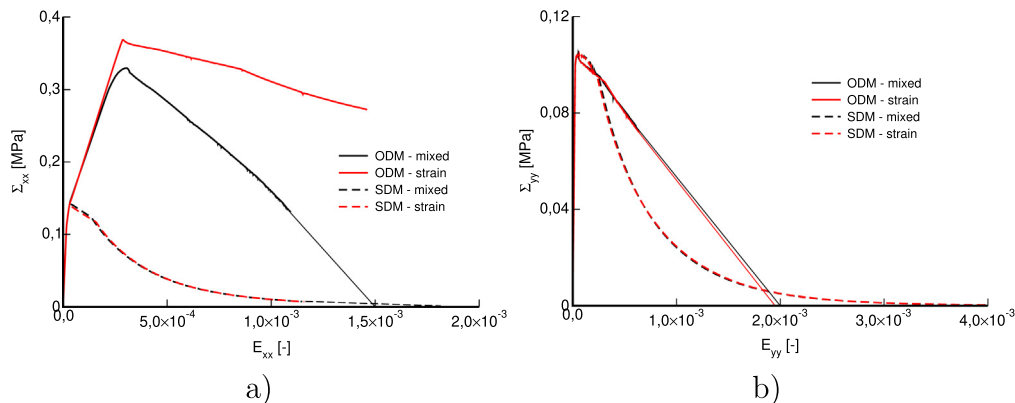 0,4
0,3
0,2
0,1
0
Σxx [MPa]
ODM - mixed
ODM - strain
SDM - mixed
SDM - strain
0,0 5,0×10⁻⁴ 1,0×10⁻³ 1,5×10⁻³ 2,0×10⁻³
Exx [-]
a)
0,12
0,08
0,04
0
Σyy [MPa]
ODM - mixed
ODM - strain
SDM - mixed
SDM - strain
0,0 1,0×10⁻³ 2,0×10⁻³ 3,0×10⁻³ 4,0×10⁻³
Eyy [-]
b)